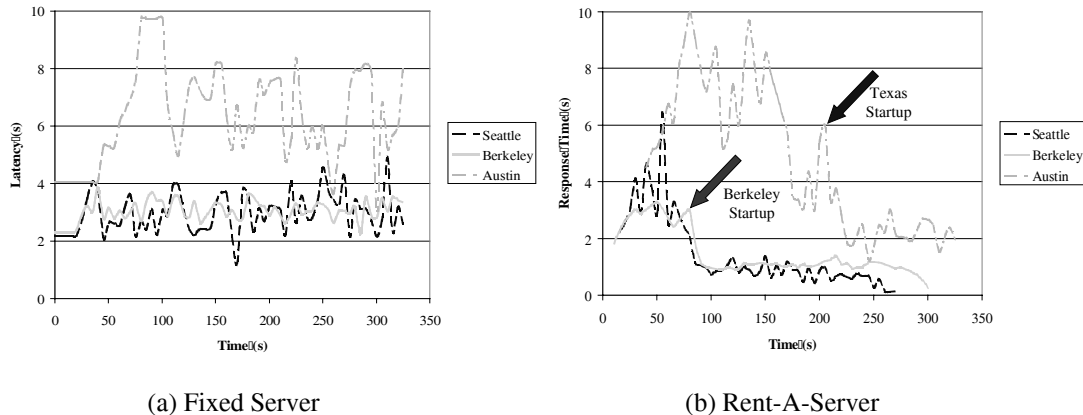 10
8
6
4
2
0
Latency (s)
0 50 100 150 200 250 300 350
Time (s)
Seattle
Berkeley
Austin
(a) Fixed Server
10
8
6
4
2
0
Response Time (s)
0 50 100 150 200 250 300 350
Time (s)
Texas
Startup
Berkeley
Startup
Seattle
Berkeley
Austin
(b) Rent-A-Server